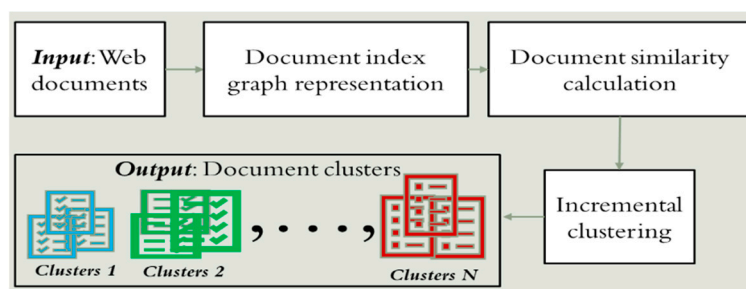 Input: Web
documents
Document index
graph representation
Document similarity
calculation
Incremental
clustering
Output: Document clusters
, . . . . ,
Clusters 1
Clusters 2
Clusters N